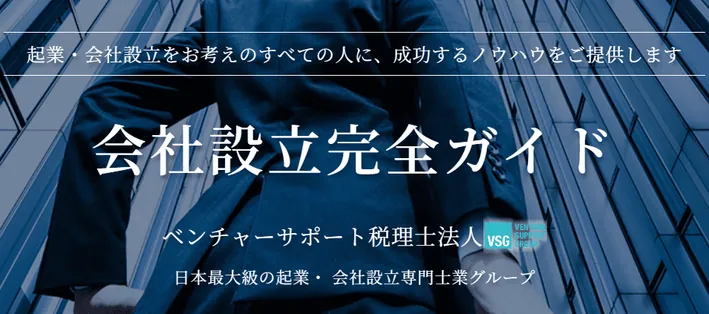 起業・会社設立をお考えのすべての人に、成功するノウハウをご提供します
会社設立完全ガイド
ベンチャーサポート税理士法人
VSG
日本最大級の起業・ 会社設立専門士業グループ